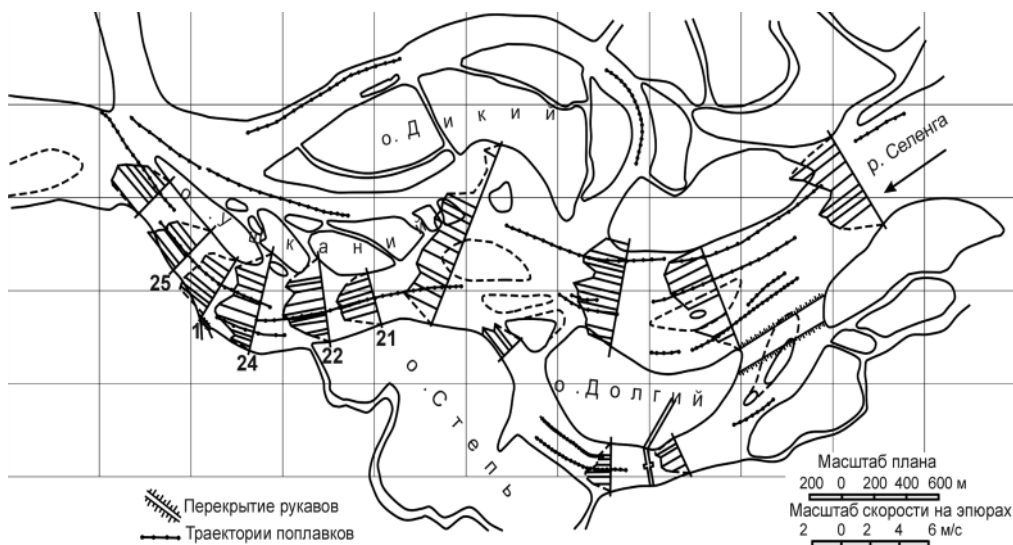 о. Дикий
р. Селенга
о. Уткани й
25
1
24
22
21
о. Степь
о. Долгий
Масштаб плана
200 0 200 400 600 м
Масштаб скорости на эпюрах
2 0 2 4 6 м/с
Перекрытие рукавов
Траектории поплавков